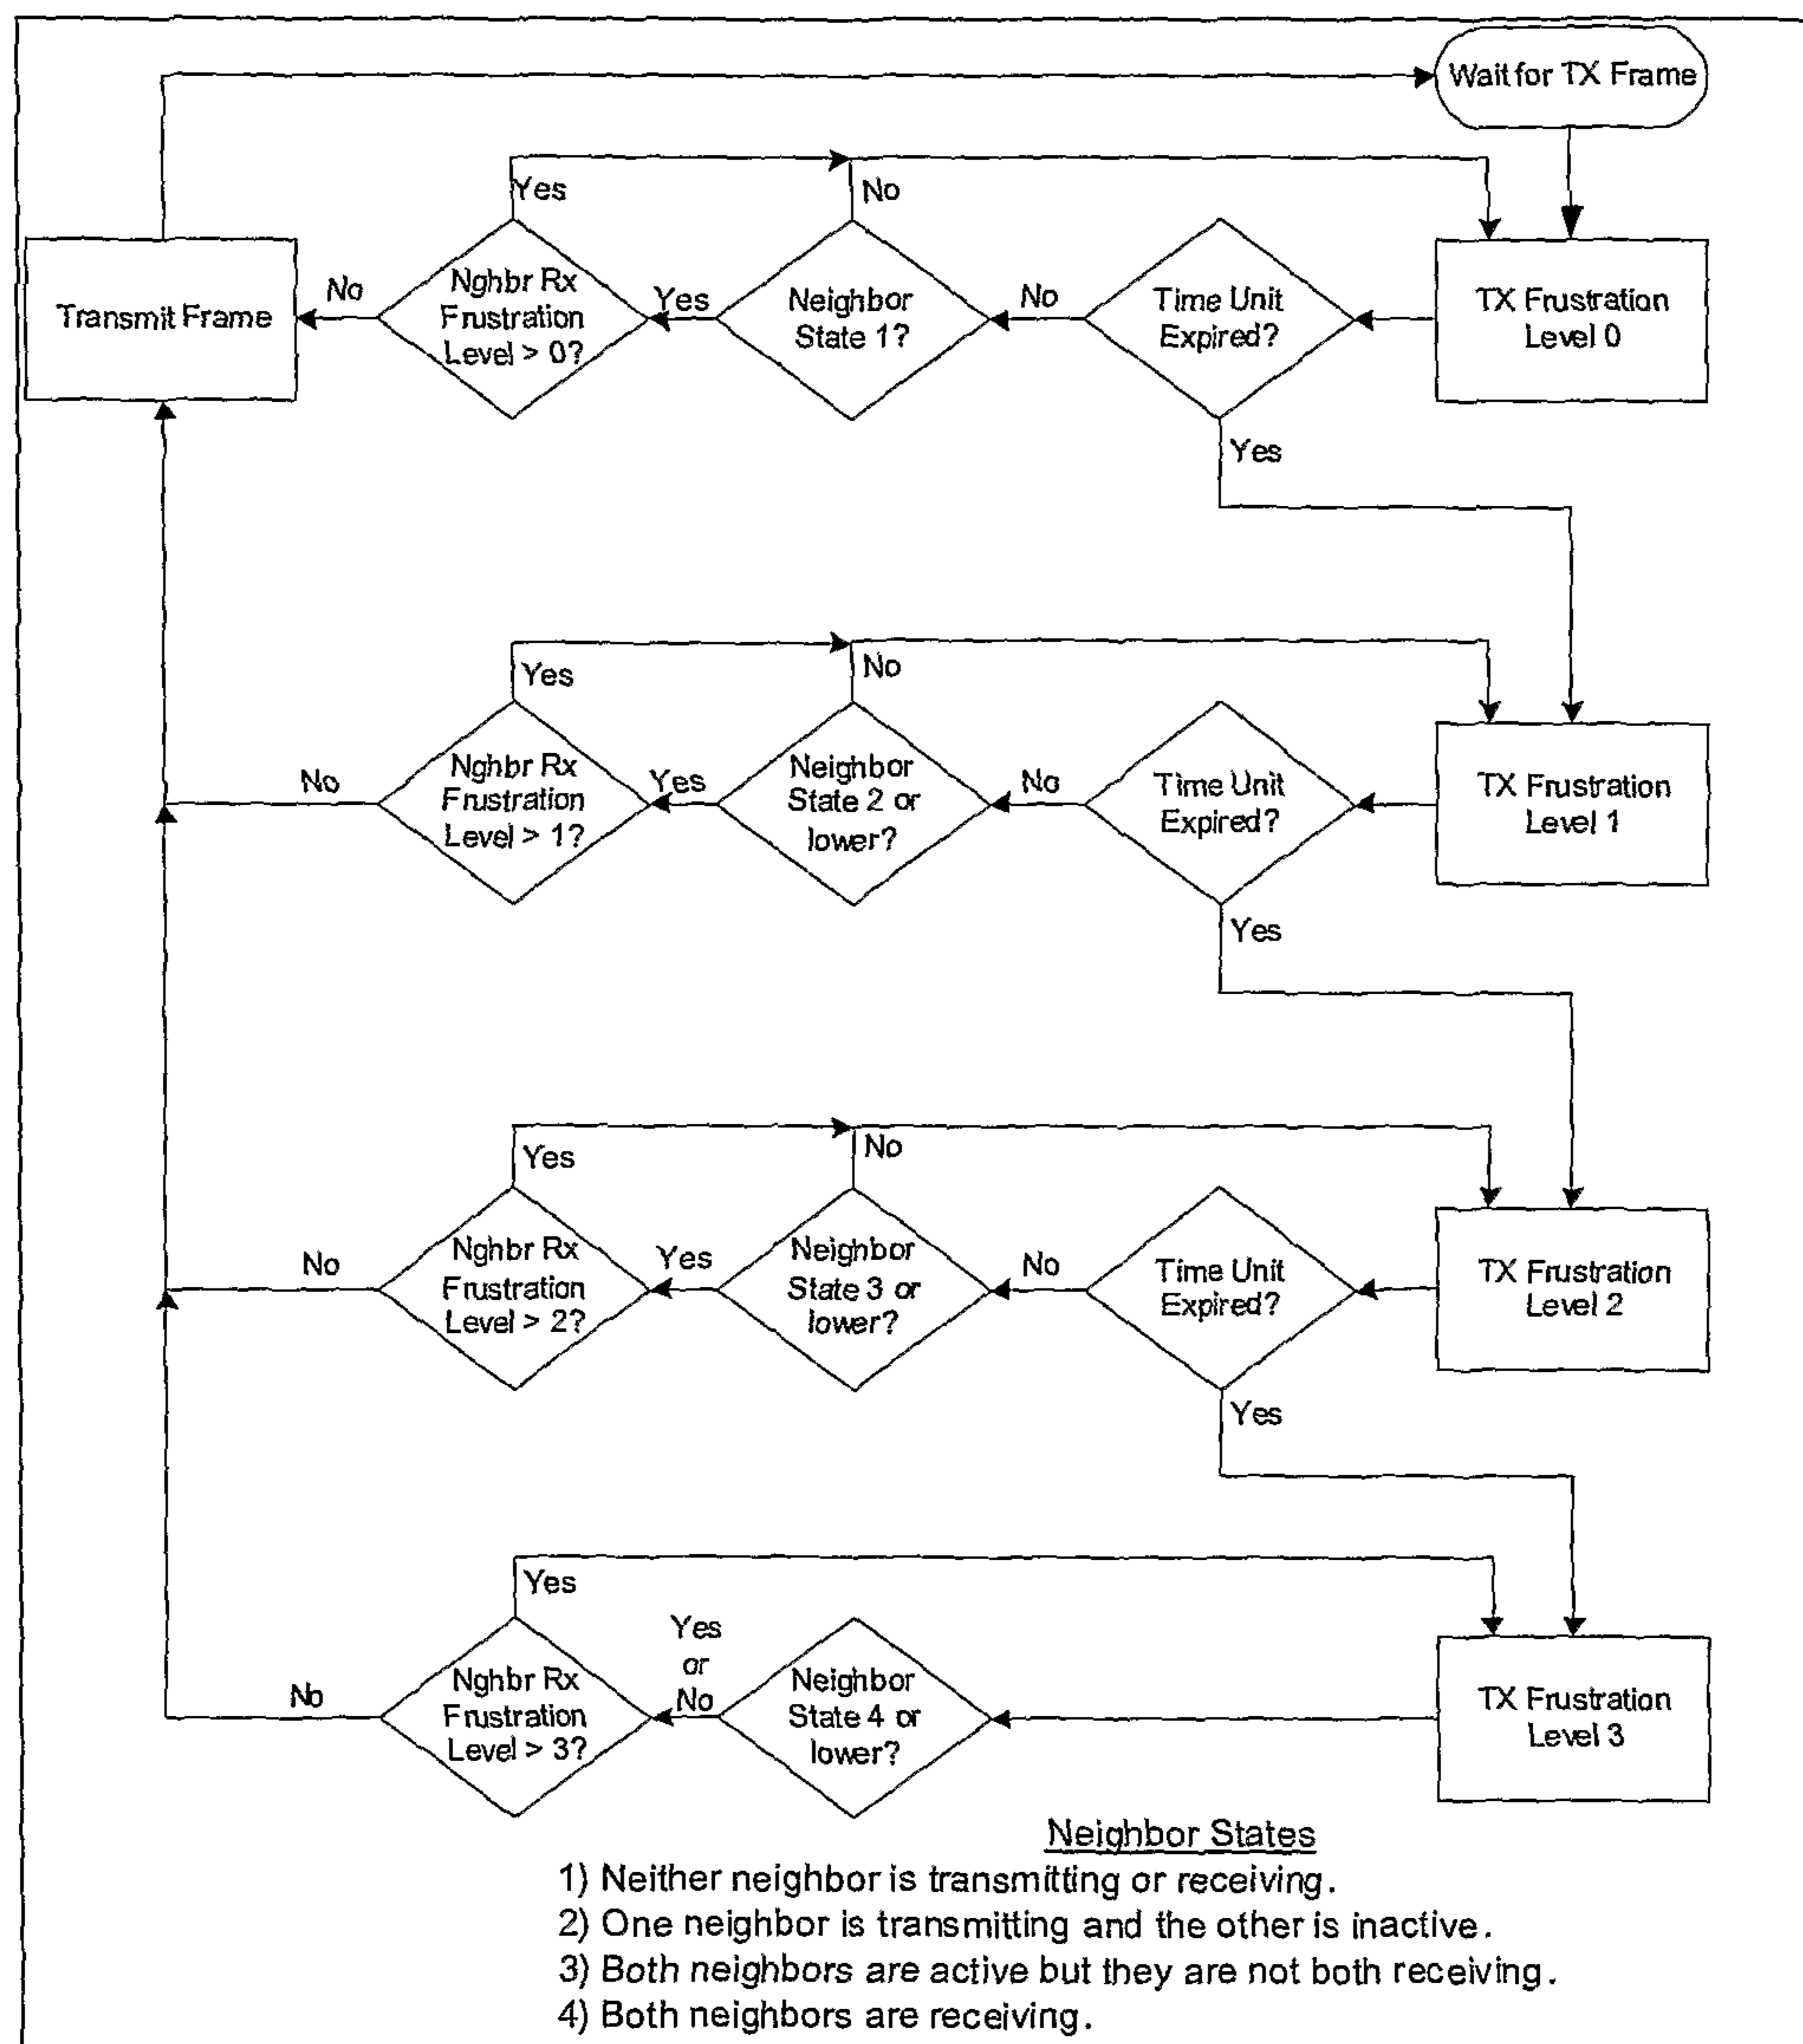 Wait for TX Frame
Yes
No
Transmit Frame
No
Nghbr Rx
Frustration
Level > 0?
Yes
Neighbor
State 1?
No
Time Unit
Expired?
TX Frustration
Level 0
Yes
Yes
No
No
Nghbr Rx
Frustration
Level > 1?
Yes
Neighbor
State 2 or
lower?
No
Time Unit
Expired?
TX Frustration
Level 1
Yes
Yes
No
No
Nghbr Rx
Frustration
Level > 2?
Yes
Neighbor
State 3 or
lower?
No
Time Unit
Expired?
TX Frustration
Level 2
Yes
Yes
No
Nghbr Rx
Frustration
Level > 3?
Yes
or
No
Neighbor
State 4 or
lower?
TX Frustration
Level 3
Neighbor States
1) Neither neighbor is transmitting or receiving.
2) One neighbor is transmitting and the other is inactive.
3) Both neighbors are active but they are not both receiving.
4) Both neighbors are receiving.